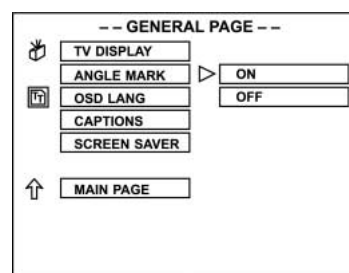 -- GENERAL PAGE --
TV DISPLAY
ANGLE MARK ON
OSD LANG OFF
CAPTIONS
SCREEN SAVER
MAIN PAGE